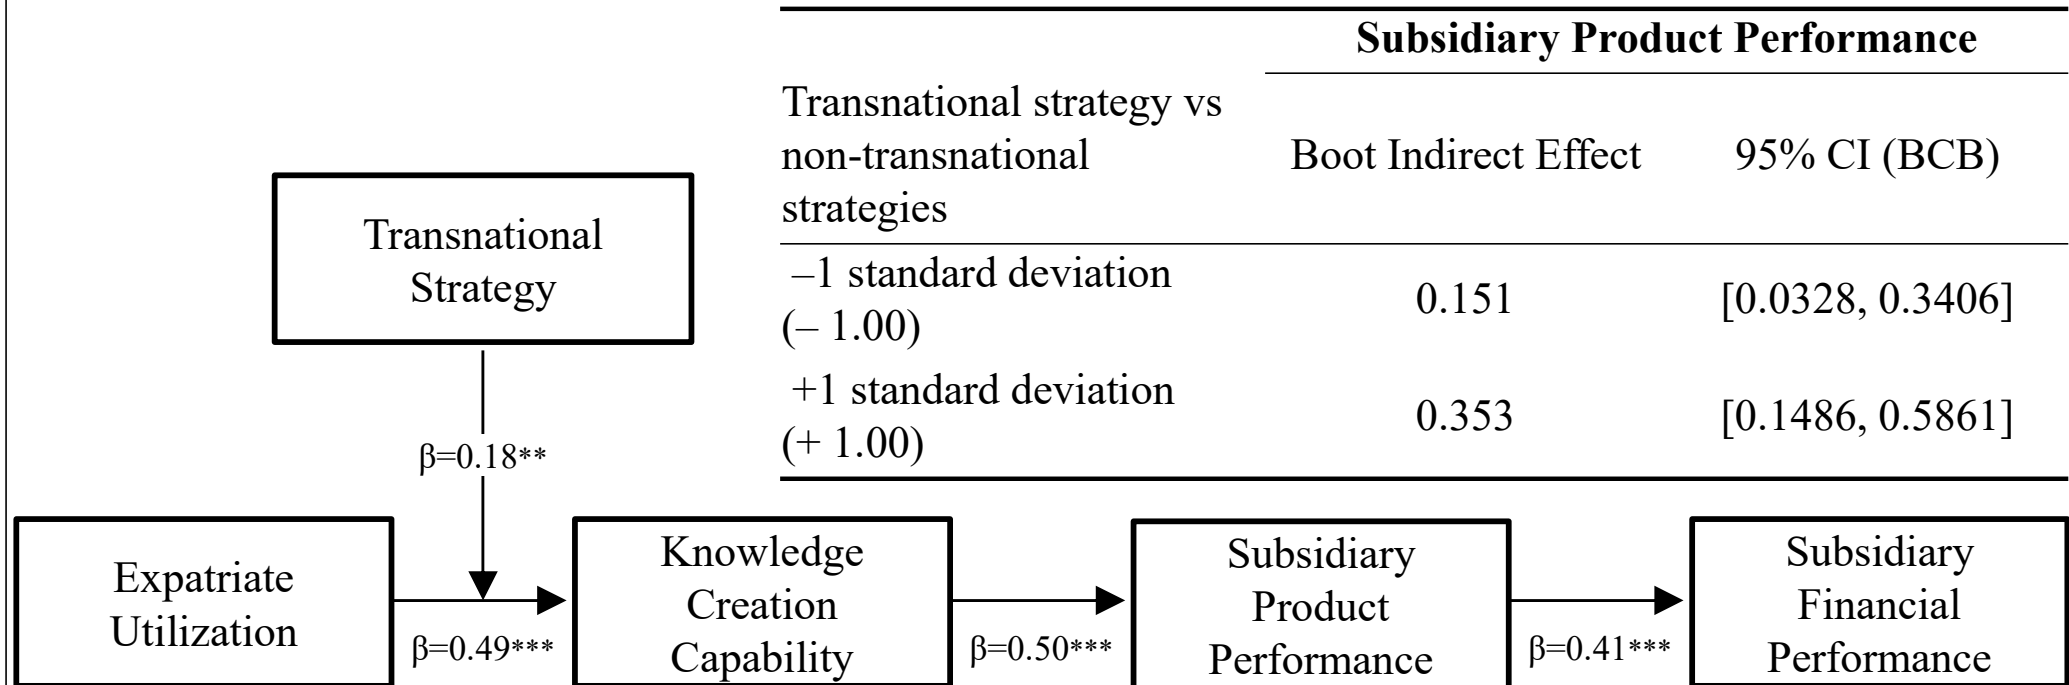 Subsidiary Product Performance
Transnational strategy vs
non-transnational
strategies
Boot Indirect Effect
95% CI (BCB)
–1 standard deviation
(– 1.00)
0.151
[0.0328, 0.3406]
+1 standard deviation
(+ 1.00)
0.353
[0.1486, 0.5861]
Transnational
Strategy
β=0.18**
Expatriate
Utilization
β=0.49***
Knowledge
Creation
Capability
β=0.50***
Subsidiary
Product
Performance
β=0.41***
Subsidiary
Financial
Performance